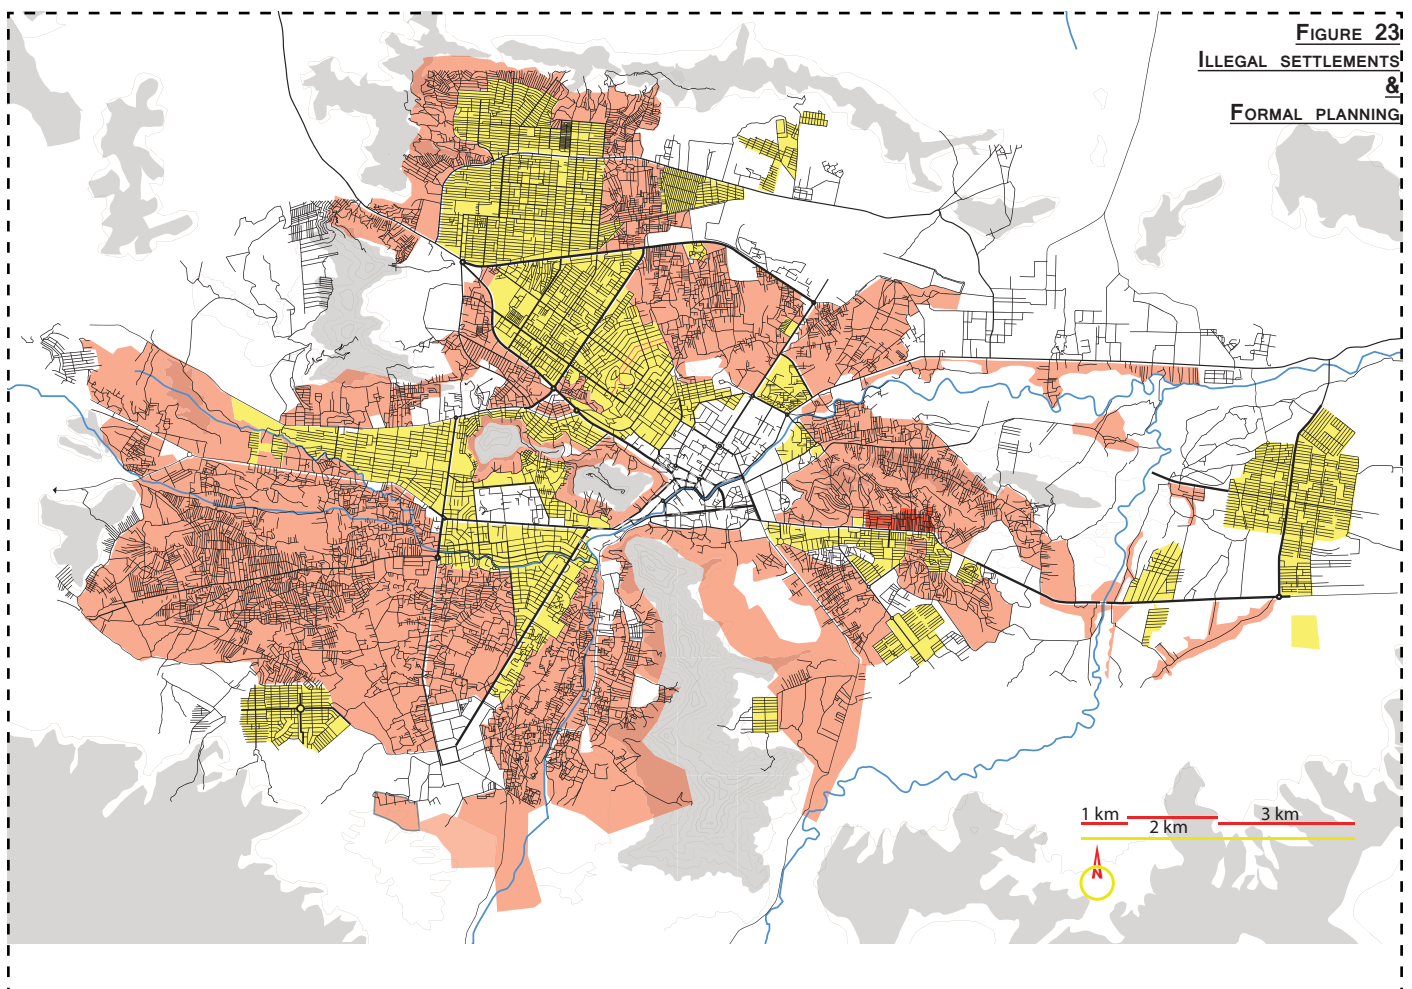 FIGURE 23
ILLEGAL SETTLEMENTS
&
FORMAL PLANNING
1 km
3 km
2 km
N